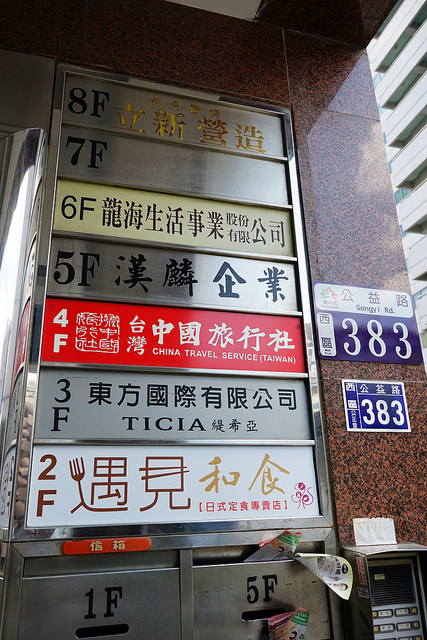 8F 立新營造
7F
6F 龍海生活事業股份有限公司
5F 漢麟企業
4F 台灣中國旅行社
CHINA TRAVEL SERVICE (TAIWAN)
3F 東方國際有限公司
TICIA 緹希亞
2F 遇見和食
【日式定食專賣店】
信箱
1F
5F
公益路
Gongyi Rd.
西區 383
西區 公益路
383